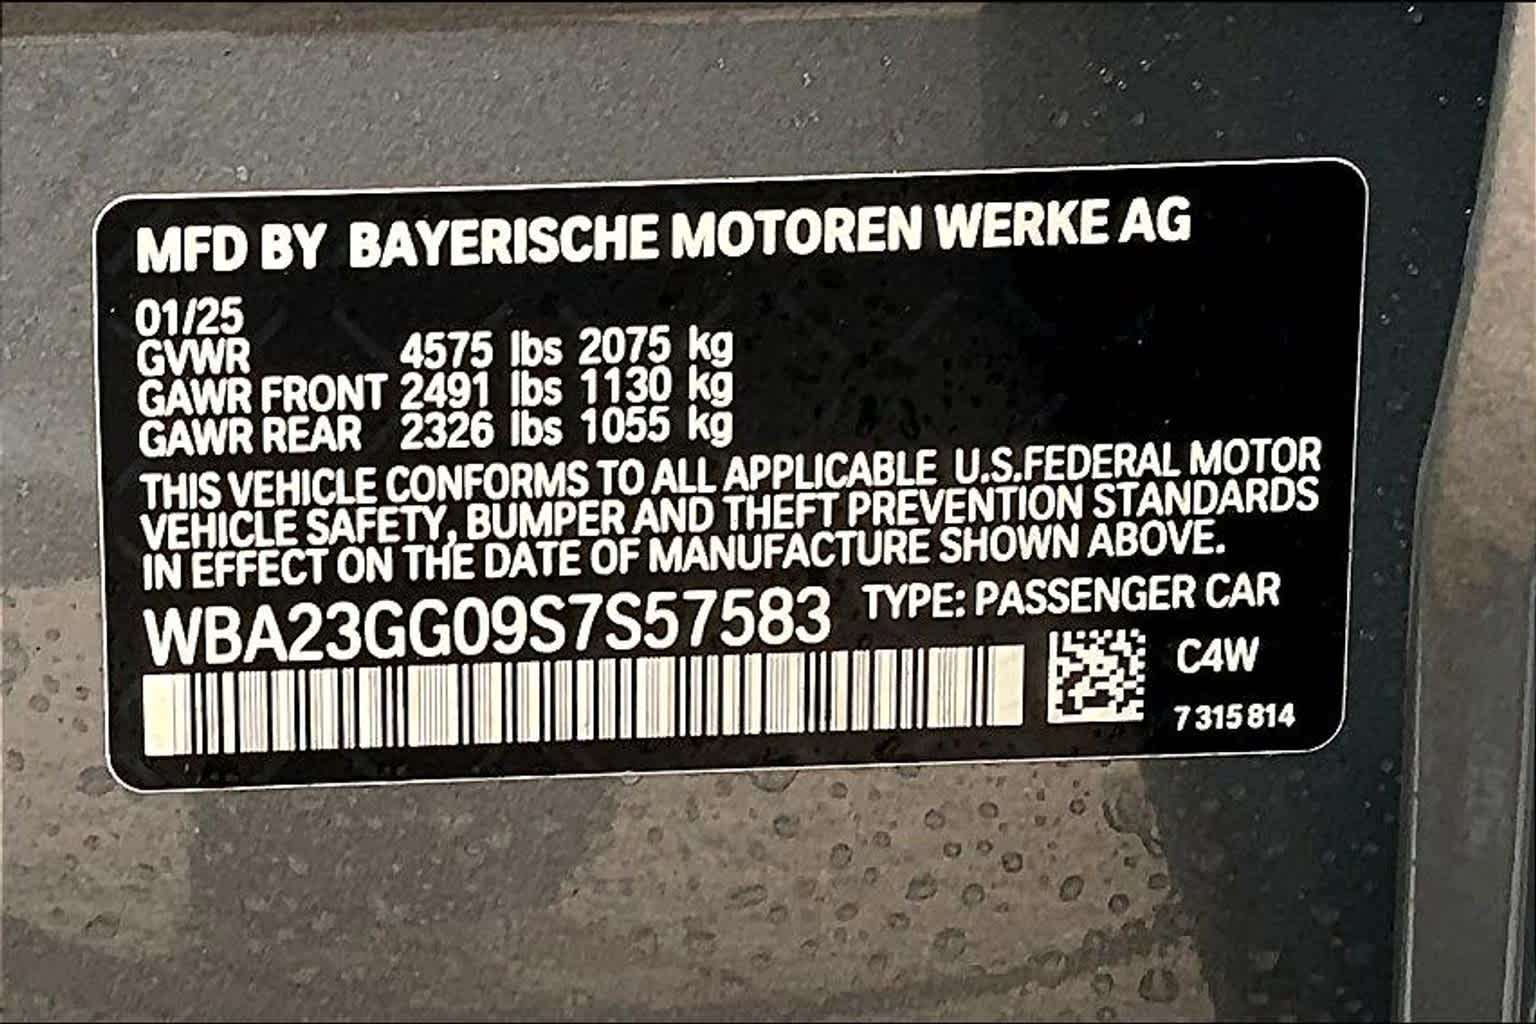 MFD BY BAYERISCHE MOTOREN WERKE AG
01/25
GVWR 4575 lbs 2075 kg
GAWR FRONT 2491 lbs 1130 kg
GAWR REAR 2326 lbs 1055 kg
THIS VEHICLE CONFORMS TO ALL APPLICABLE U.S.FEDERAL MOTOR
VEHICLE SAFETY, BUMPER AND THEFT PREVENTION STANDARDS
IN EFFECT ON THE DATE OF MANUFACTURE SHOWN ABOVE.
WBA23GG09S7S57583 TYPE: PASSENGER CAR
C4W
7 315 814